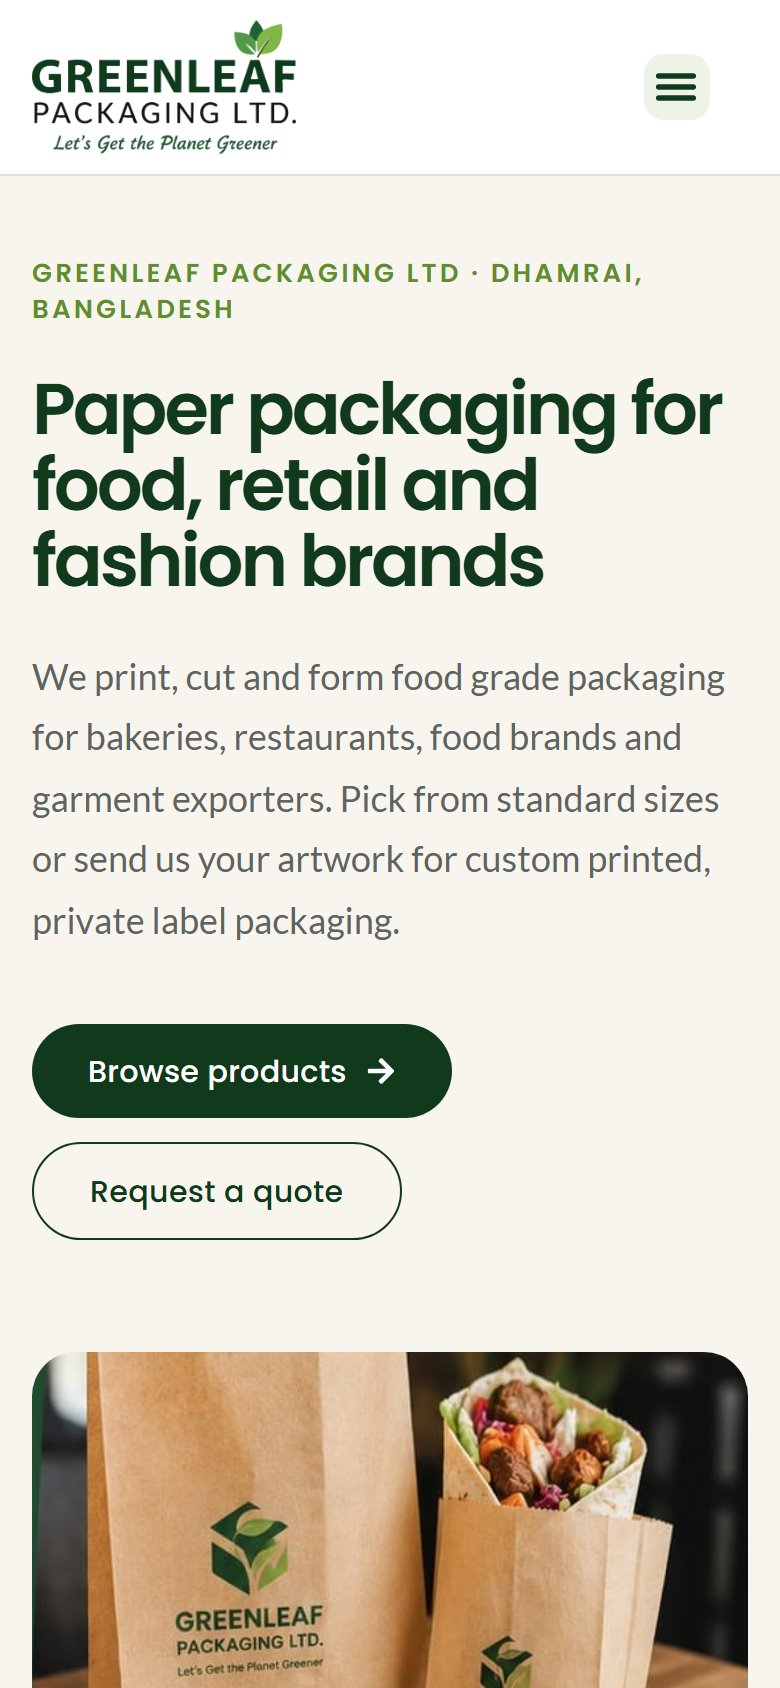 GREENLEAF
PACKAGING LTD.
Let's Get the Planet Greener
GREENLEAF PACKAGING LTD · DHAMRAI,
BANGLADESH
Paper packaging for
food, retail and
fashion brands
We print, cut and form food grade packaging
for bakeries, restaurants, food brands and
garment exporters. Pick from standard sizes
or send us your artwork for custom printed,
private label packaging.
Browse products →
Request a quote
GREENLEAF
PACKAGING LTD.
Let's Get the Planet Greener